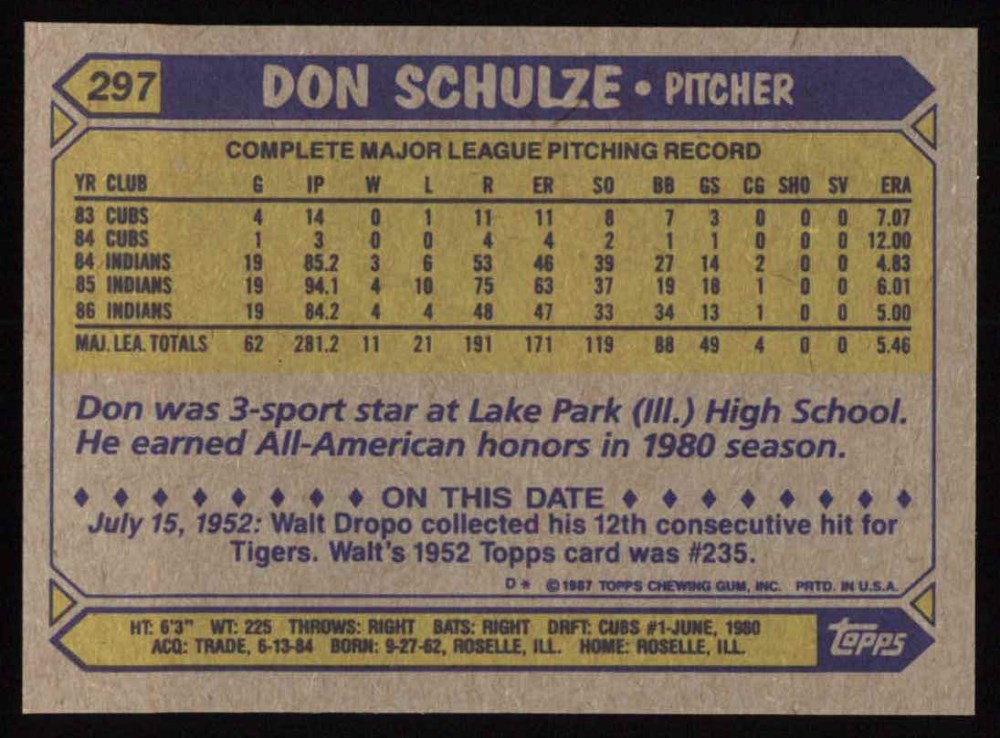 297 DON SCHULZE • PITCHER
COMPLETE MAJOR LEAGUE PITCHING RECORD
YR CLUB G IP W L R ER SO BB GS CG SHO SV ERA
83 CUBS 4 14 0 1 11 11 8 7 3 0 0 0 7.07
84 CUBS 1 3 0 0 4 4 2 1 1 0 0 0 12.00
84 INDIANS 19 85.2 3 6 53 46 39 27 14 2 0 0 4.83
85 INDIANS 19 94.1 4 10 75 63 37 19 18 1 0 0 6.01
86 INDIANS 19 84.2 4 4 48 47 33 34 13 1 0 0 5.00
MAJ. LEA. TOTALS 62 281.2 11 21 191 171 119 88 49 4 0 0 5.46
Don was 3-sport star at Lake Park (Ill.) High School.
He earned All-American honors in 1980 season.
♦ ♦ ♦ ♦ ♦ ♦ ♦ ♦ ON THIS DATE ♦ ♦ ♦ ♦ ♦ ♦ ♦ ♦
July 15, 1952: Walt Dropo collected his 12th consecutive hit for
Tigers. Walt's 1952 Topps card was #235.
D* ©1987 TOPPS CHEWING GUM, INC. PRTD. IN U.S.A.
HT: 6'3" WT: 225 THROWS: RIGHT BATS: RIGHT DRFT: CUBS #1-JUNE, 1980
ACQ: TRADE, 6-13-84 BORN: 9-27-62, ROSELLE, ILL. HOME: ROSELLE, ILL.
Topps